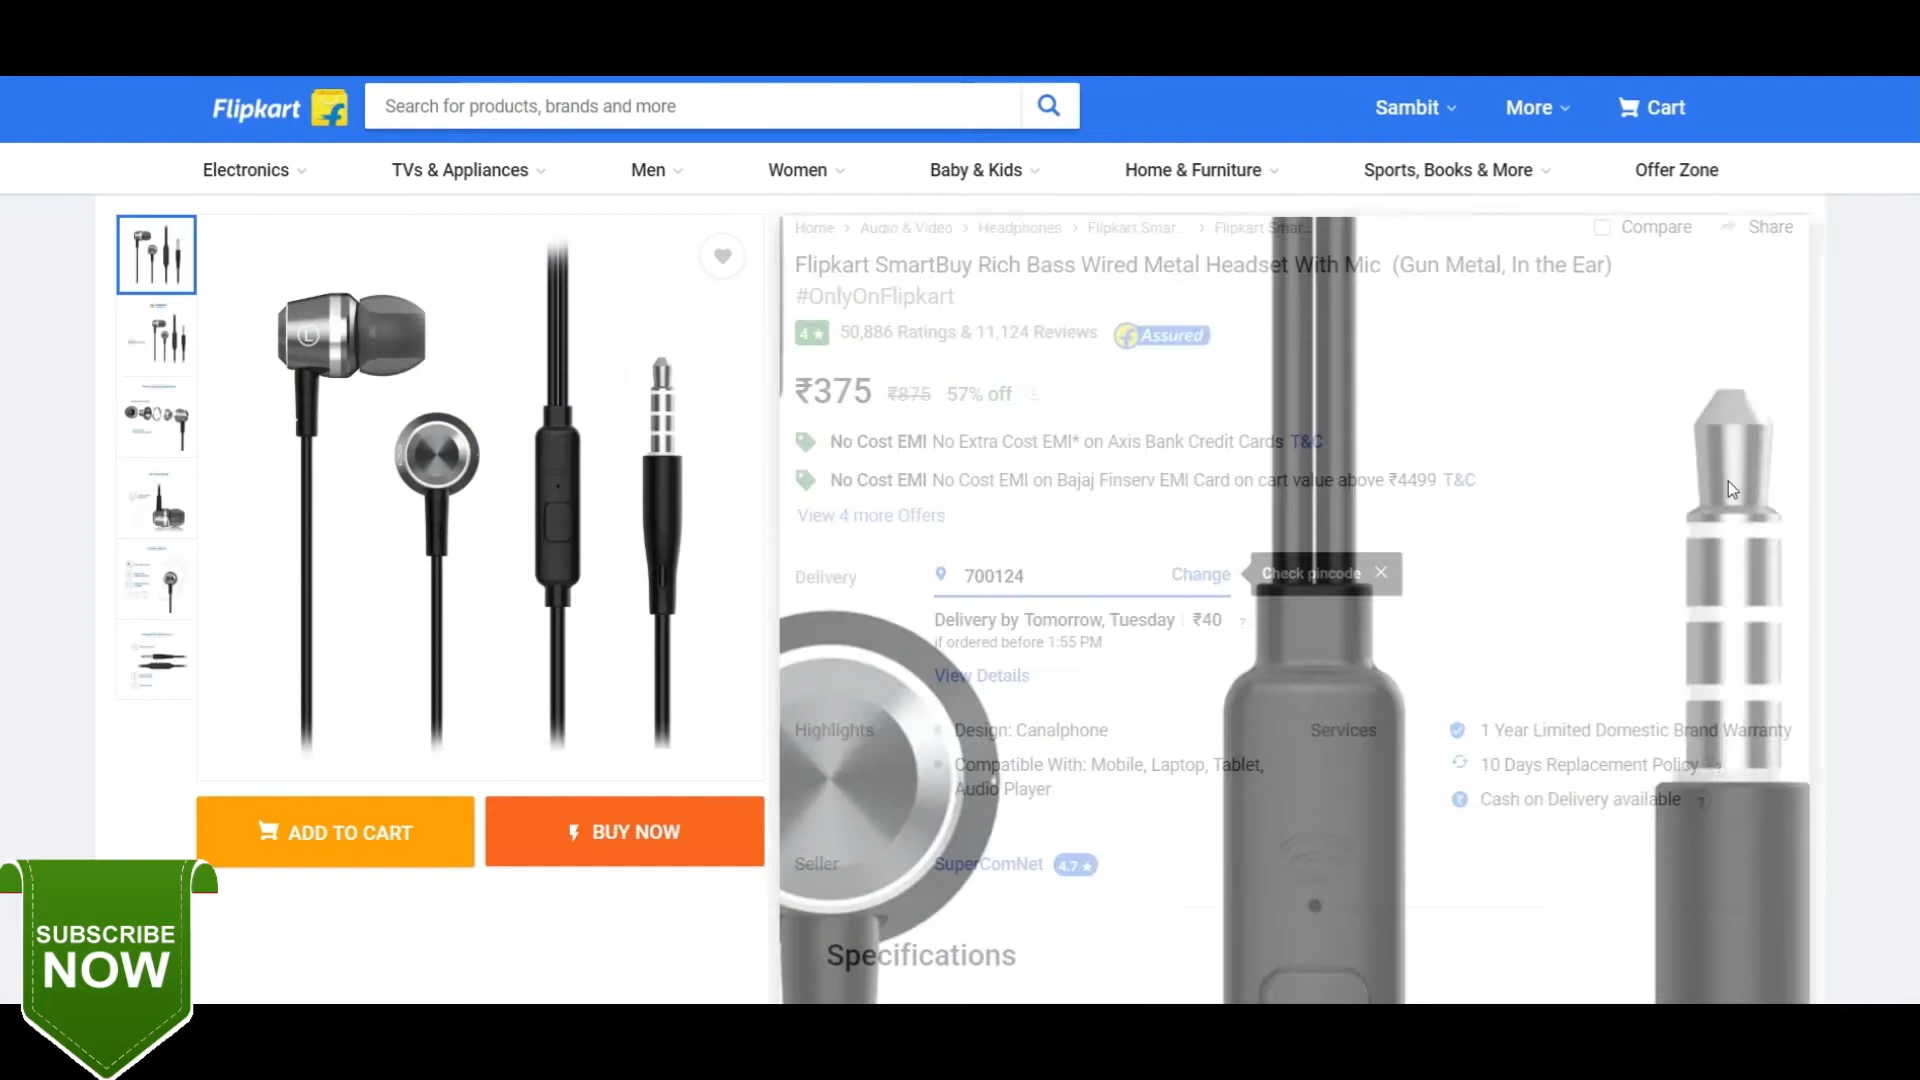 Flipkart
Search for products, brands and more
Sambit
More
Cart
Electronics
TVs & Appliances
Men
Women
Baby & Kids
Home & Furniture
Sports, Books & More
Offer Zone
Home > Audio & Video > Headphones > Flipkart Smar... > Flipkart Smar...
Compare
Share
Flipkart SmartBuy Rich Bass Wired Metal Headset With Mic (Gun Metal, In the Ear)
#OnlyOnFlipkart
4 ★ 50,886 Ratings & 11,124 Reviews Assured
₹375 ₹875 57% off
No Cost EMI No Extra Cost EMI* on Axis Bank Credit Cards T&C
No Cost EMI No Cost EMI on Bajaj Finserv EMI Card on cart value above ₹4499 T&C
View 4 more Offers
Delivery
700124
Change
Check pincode
Delivery by Tomorrow, Tuesday | ₹40 ?
if ordered before 1:55 PM
View Details
Highlights
Design: Canalphone
Compatible With: Mobile, Laptop, Tablet,
Audio Player
Services
1 Year Limited Domestic Brand Warranty
10 Days Replacement Policy ?
Cash on Delivery available ?
Seller
SuperComNet 4.7 ★
Specifications
L
ADD TO CART
BUY NOW
SUBSCRIBE
NOW